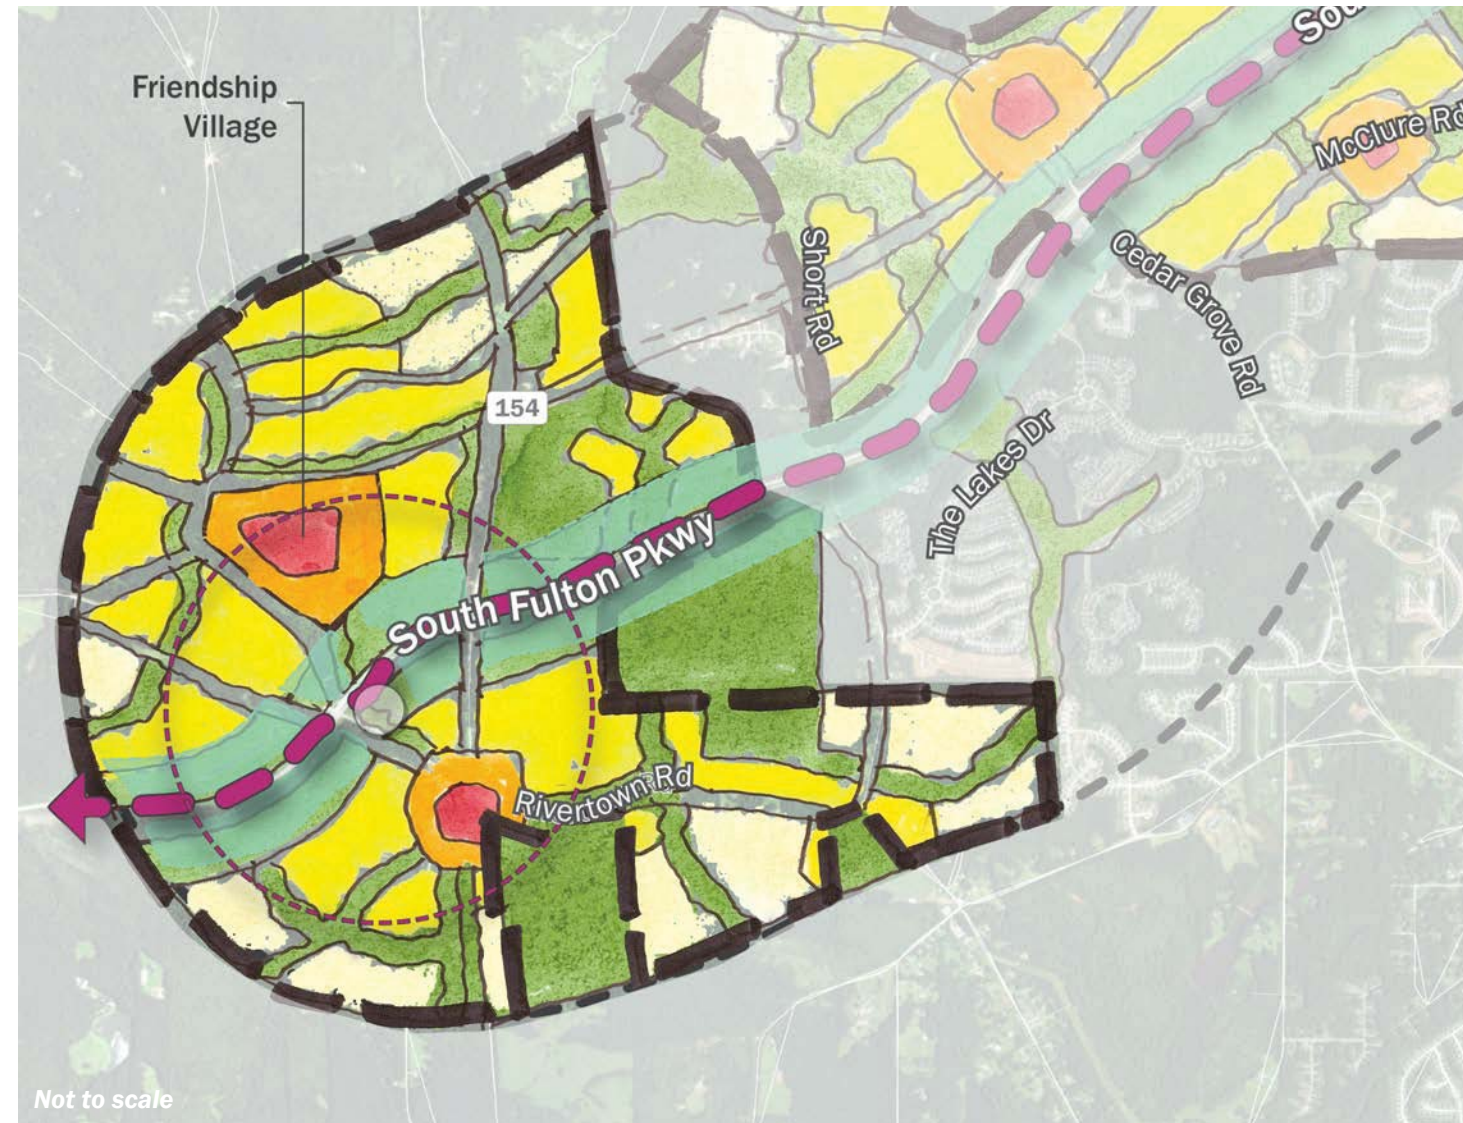 Sou
Friendship
Village
McClure Rd
Short Rd
Cedar Grove Rd
154
The Lakes Dr
South Fulton Pkwy
Rivertown Rd
Not to scale